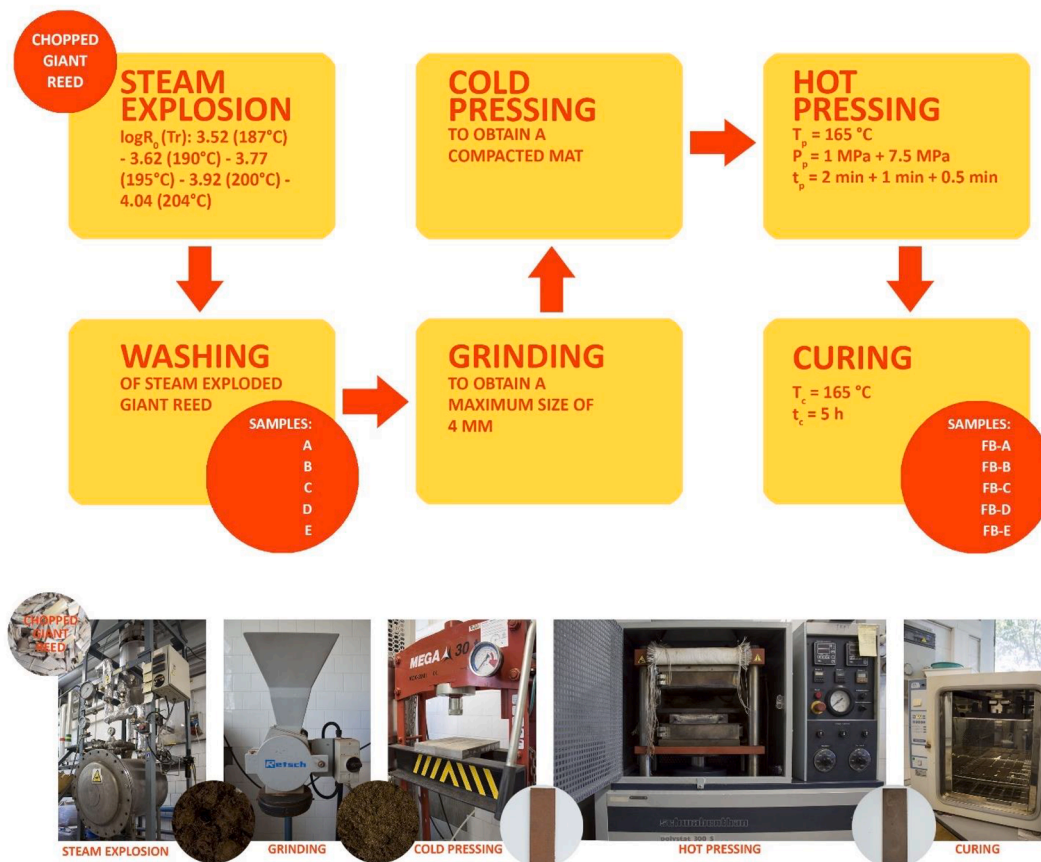 CHOPPED
GIANT
REED
STEAM
EXPLOSION
logR₀ (Tr): 3.52 (187°C)
- 3.62 (190°C) - 3.77
(195°C) - 3.92 (200°C) -
4.04 (204°C)
WASHING
OF STEAM EXPLODED
GIANT REED
SAMPLES:
A
B
C
D
E
GRINDING
TO OBTAIN A
MAXIMUM SIZE OF
4 MM
COLD
PRESSING
TO OBTAIN A
COMPACTED MAT
HOT
PRESSING
Tₚ = 165 °C
Pₚ = 1 MPa + 7.5 MPa
tₚ = 2 min + 1 min + 0.5 min
CURING
T꜀ = 165 °C
t꜀ = 5 h
SAMPLES:
FB-A
FB-B
FB-C
FB-D
FB-E
CHOPPED
GIANT
REED
Retsch
MEGA 30
schwabenthan
polystat 300 S
STEAM EXPLOSION
GRINDING
COLD PRESSING
HOT PRESSING
CURING